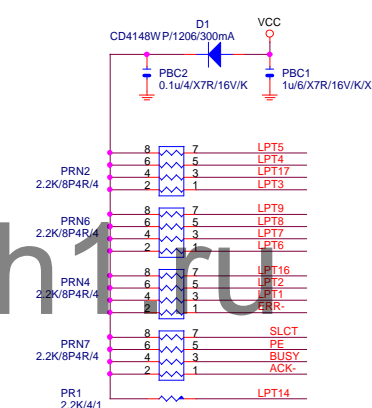 D1
VCC
CD4148WP/1206/300mA
PBC2
0.1u/4/X7R/16V/K
PBC1
1u/6/X7R/16V/K/X
8 7 LPT5
6 5 LPT4
4 3 LPT17
2 1 LPT3
PRN2
2.2K/8P4R/4
8 7 LPT9
6 5 LPT8
4 3 LPT7
2 1 LPT6
PRN6
2.2K/8P4R/4
8 7 LPT16
6 5 LPT2
4 3 LPT1
2 1 ERR-
PRN4
2.2K/8P4R/4
8 7 SLCT
6 5 PE
4 3 BUSY
2 1 ACK-
PRN7
2.2K/8P4R/4
PR1
2.2K/4/1
LPT14
h1.ru